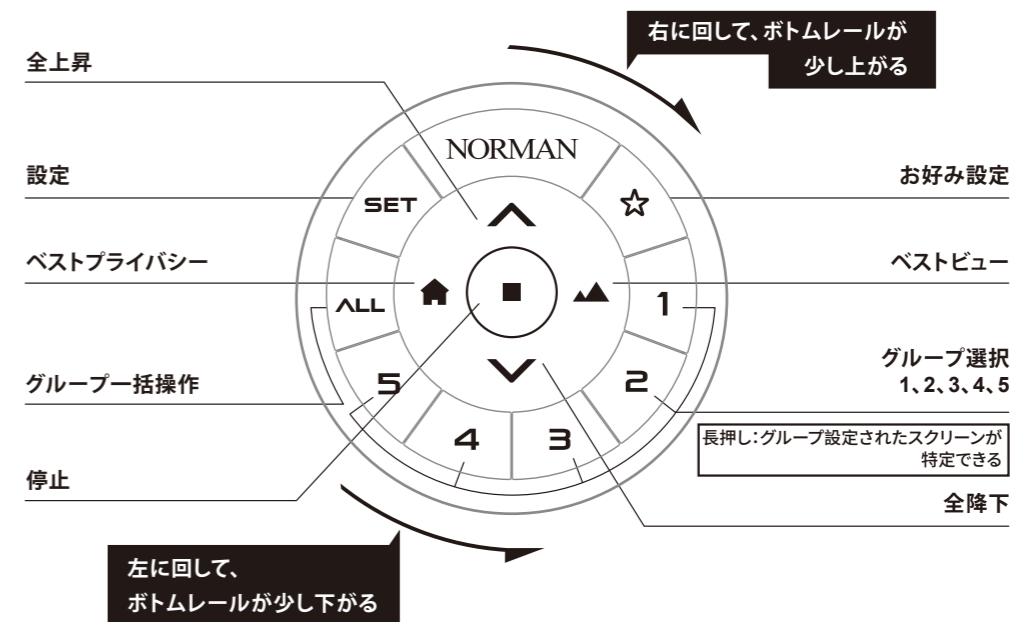 右に回して、ボトムレールが
少し上がる
全上昇
設定
ベストプライバシー
グループ一括操作
停止
NORMAN
SET
☆
ALL
1
2
3
4
5
お好み設定
ベストビュー
グループ選択
1、2、3、4、5
長押し：グループ設定されたスクリーンが
特定できる
全降下
左に回して、
ボトムレールが少し下がる